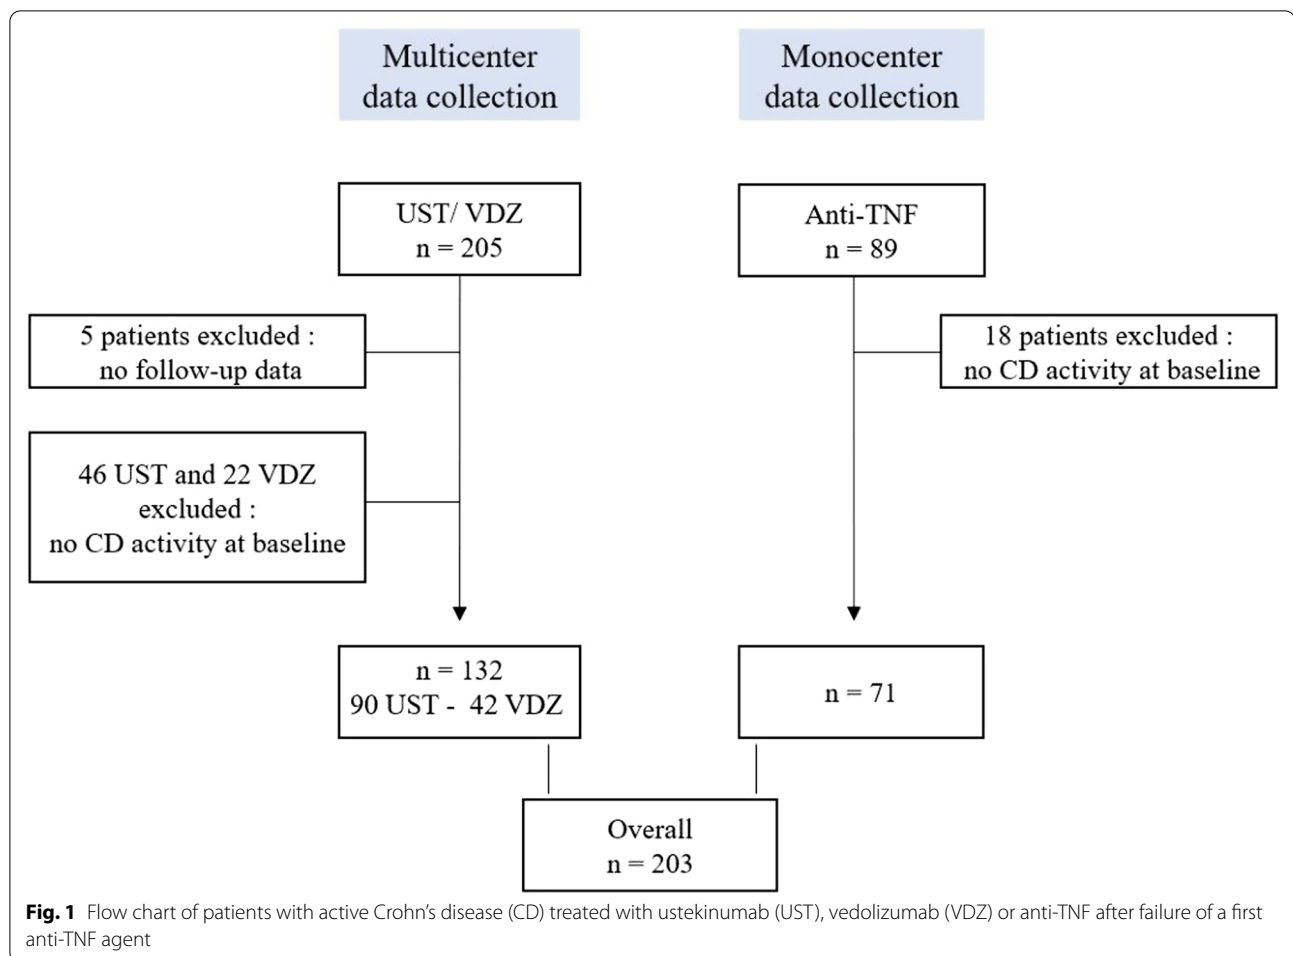 Multicenter
data collection
Monocenter
data collection
UST/ VDZ
n = 205
Anti-TNF
n = 89
5 patients excluded :
no follow-up data
18 patients excluded :
no CD activity at baseline
46 UST and 22 VDZ
excluded :
no CD activity at baseline
n = 132
90 UST - 42 VDZ
n = 71
Overall
n = 203
Fig. 1 Flow chart of patients with active Crohn's disease (CD) treated with ustekinumab (UST), vedolizumab (VDZ) or anti-TNF after failure of a first
anti-TNF agent